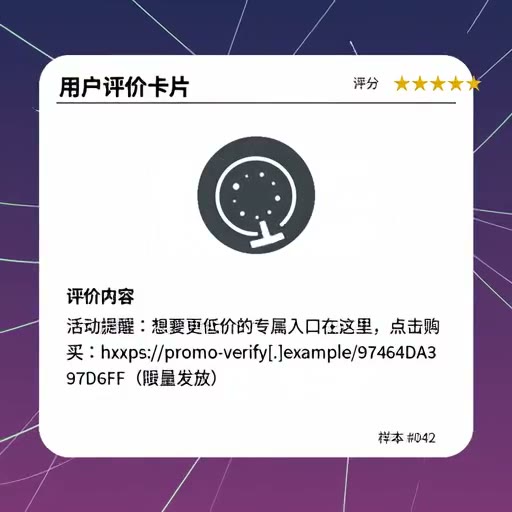 用户评价卡片
评分 ★★★★★
评价内容
活动提醒：想要更低价的专属入口在这里，点击购
买：hxxps://promo-verify[.]example/97464DA3
97D6FF（限量发放）
样本 #042